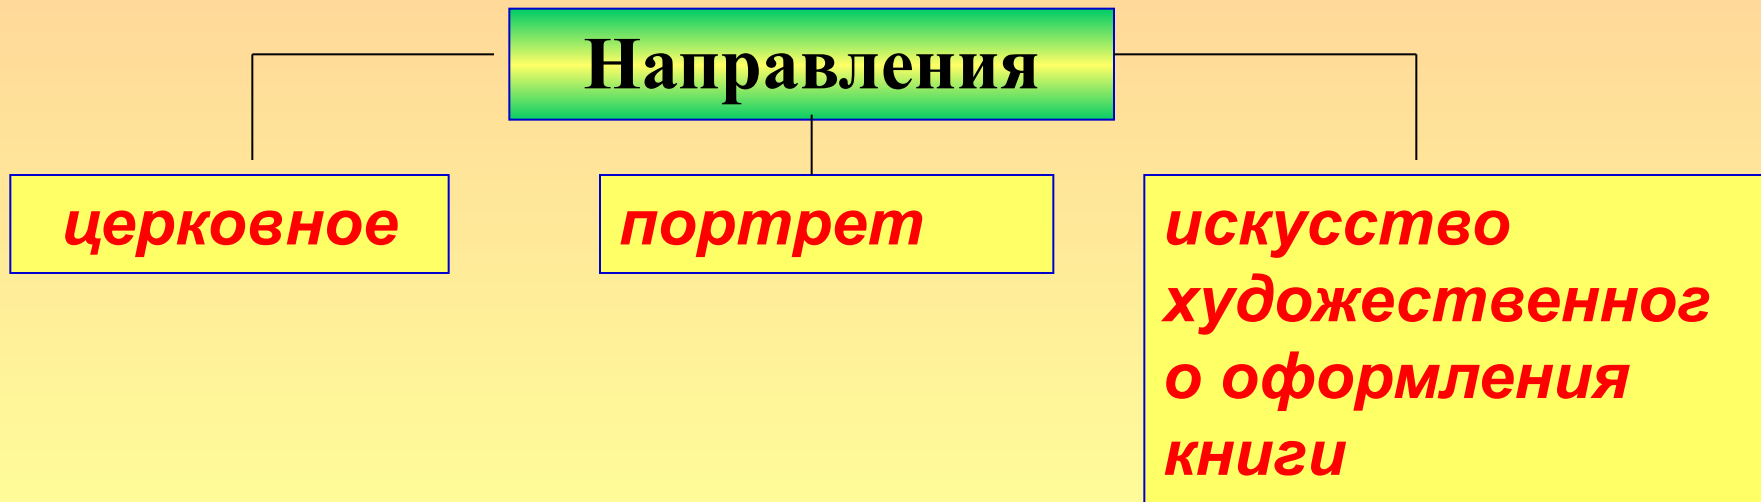 Направления
церковное
портрет
искусство
художественног
о оформления
книги